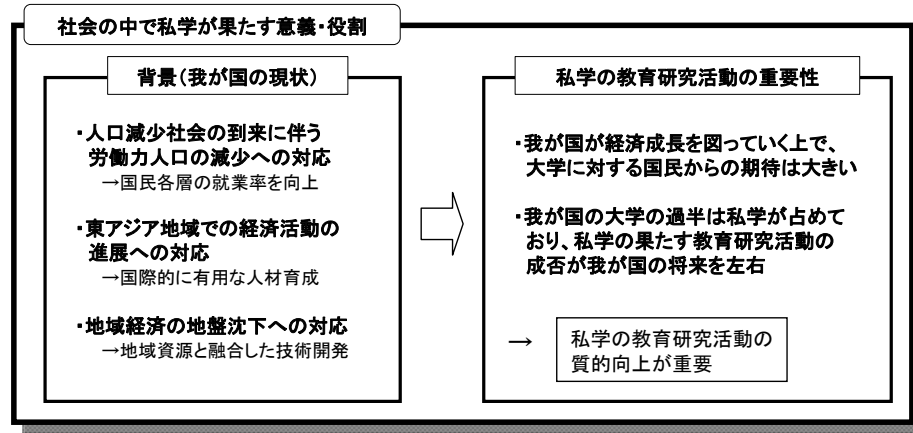 社会の中で私学が果たす意義・役割
背景(我が国の現状)
・人口減少社会の到来に伴う
労働力人口の減少への対応
→国民各層の就業率を向上
・東アジア地域での経済活動の
進展への対応
→国際的に有用な人材育成
・地域経済の地盤沈下への対応
→地域資源と融合した技術開発
私学の教育研究活動の重要性
・我が国が経済成長を図っていく上で、
大学に対する国民からの期待は大きい
・我が国の大学の過半は私学が占めて
おり、私学の果たす教育研究活動の
成否が我が国の将来を左右
→ 私学の教育研究活動の
質的向上が重要